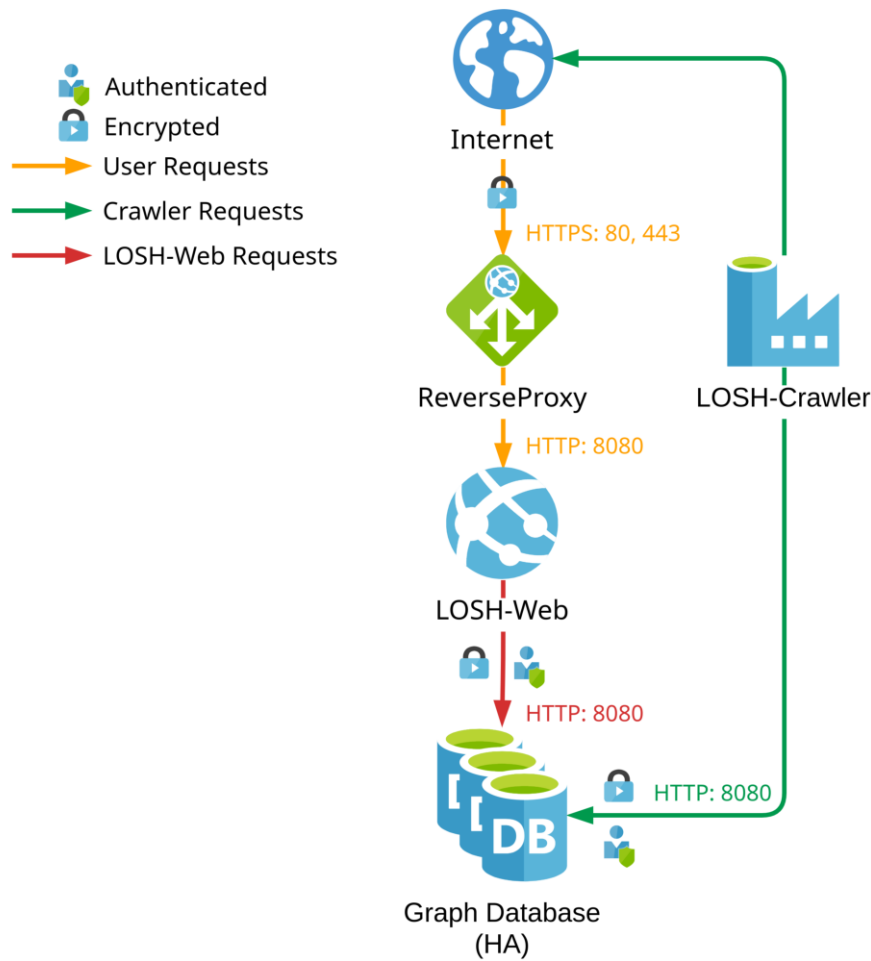 Authenticated
Encrypted
User Requests
Crawler Requests
LOSH-Web Requests
Internet
HTTPS: 80, 443
ReverseProxy
LOSH-Crawler
HTTP: 8080
LOSH-Web
HTTP: 8080
HTTP: 8080
[
[
DB
Graph Database
(HA)